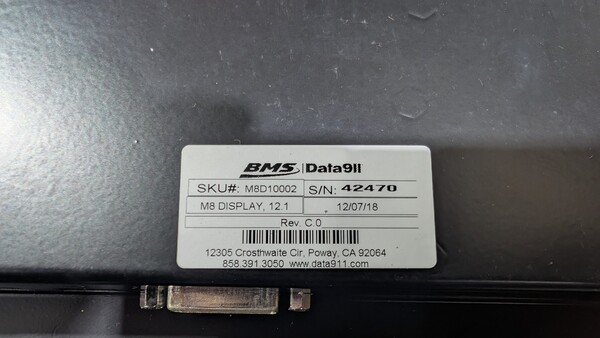 BMS | Data911
SKU#: M8D10002 S/N: 42470
M8 DISPLAY, 12.1 12/07/18
Rev. C.0
12305 Crosthwaite Cir, Poway, CA 92064
858.391.3050 www.data911.com